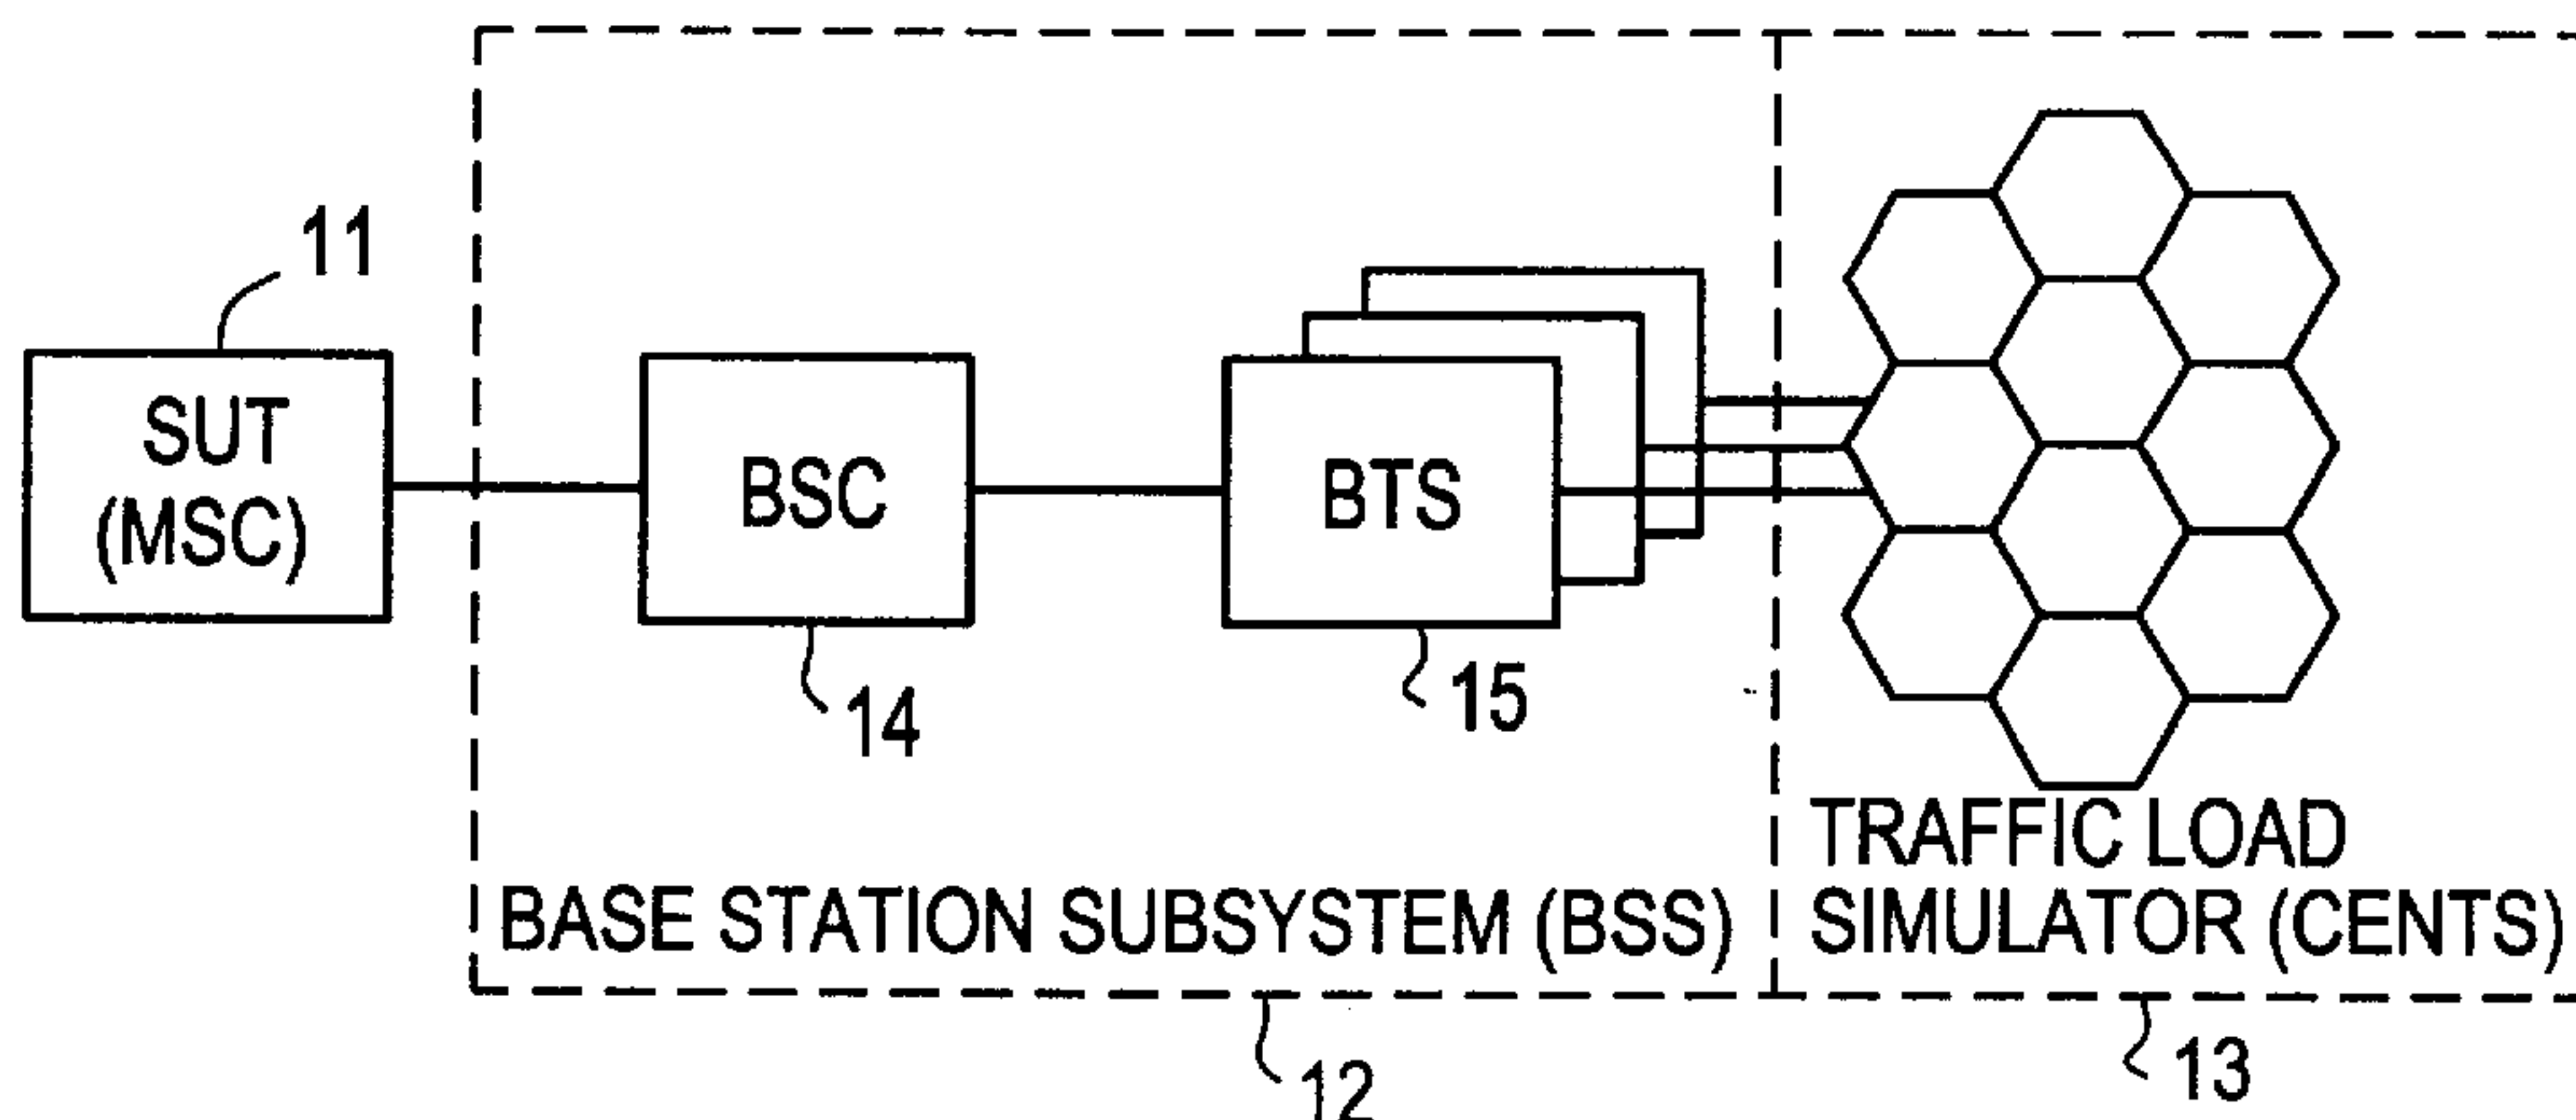 11
SUT
(MSC)
BSC
14
BTS
15
BASE STATION SUBSYSTEM (BSS)
12
TRAFFIC LOAD
SIMULATOR (CENTS)
13